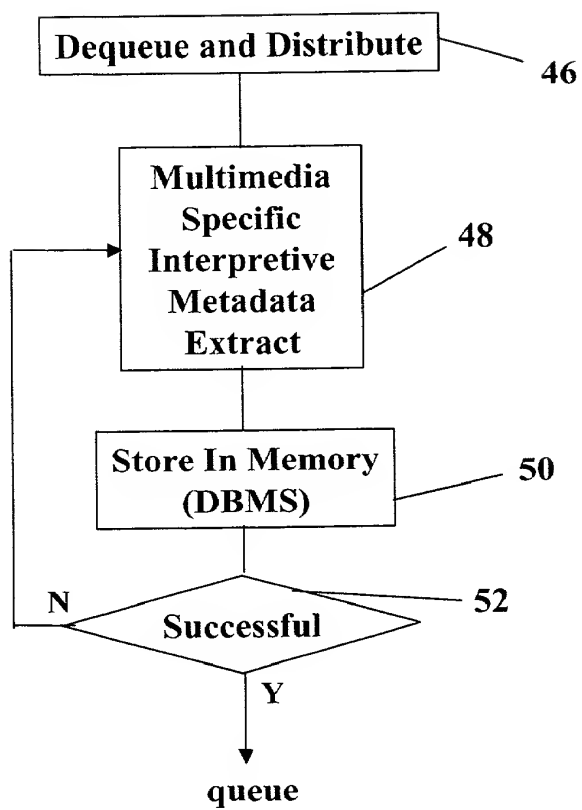 Dequeue and Distribute
46
Multimedia
Specific
Interpretive
Metadata
Extract
48
Store In Memory
(DBMS)
50
52
N
Successful
Y
queue